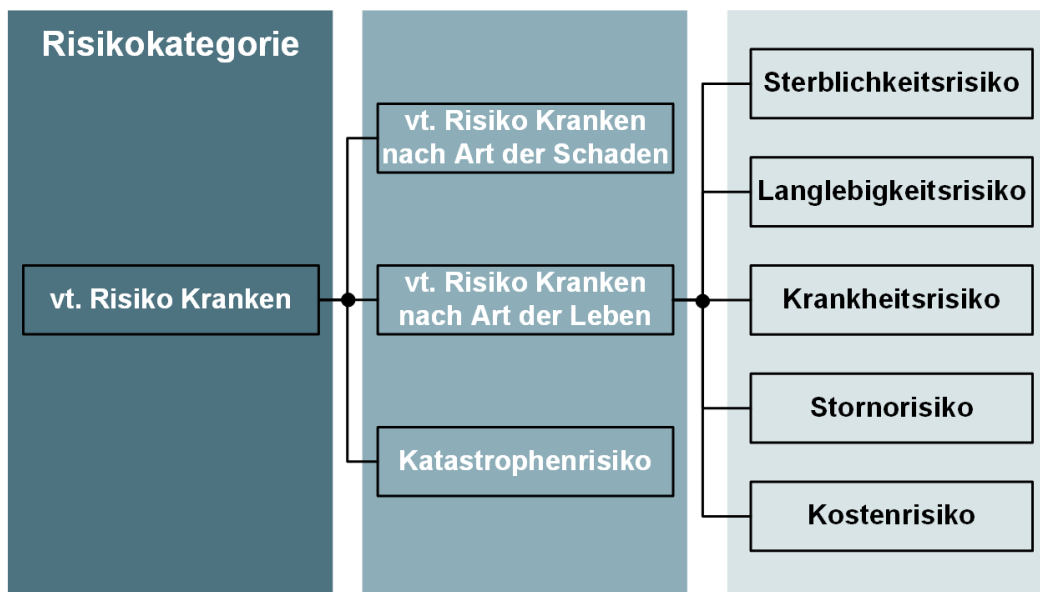 Risikokategorie
vt. Risiko Kranken
vt. Risiko Kranken
nach Art der Schaden
vt. Risiko Kranken
nach Art der Leben
Katastrophenrisiko
Sterblichkeitsrisiko
Langlebigkeitsrisiko
Krankheitsrisiko
Stornorisiko
Kostenrisiko